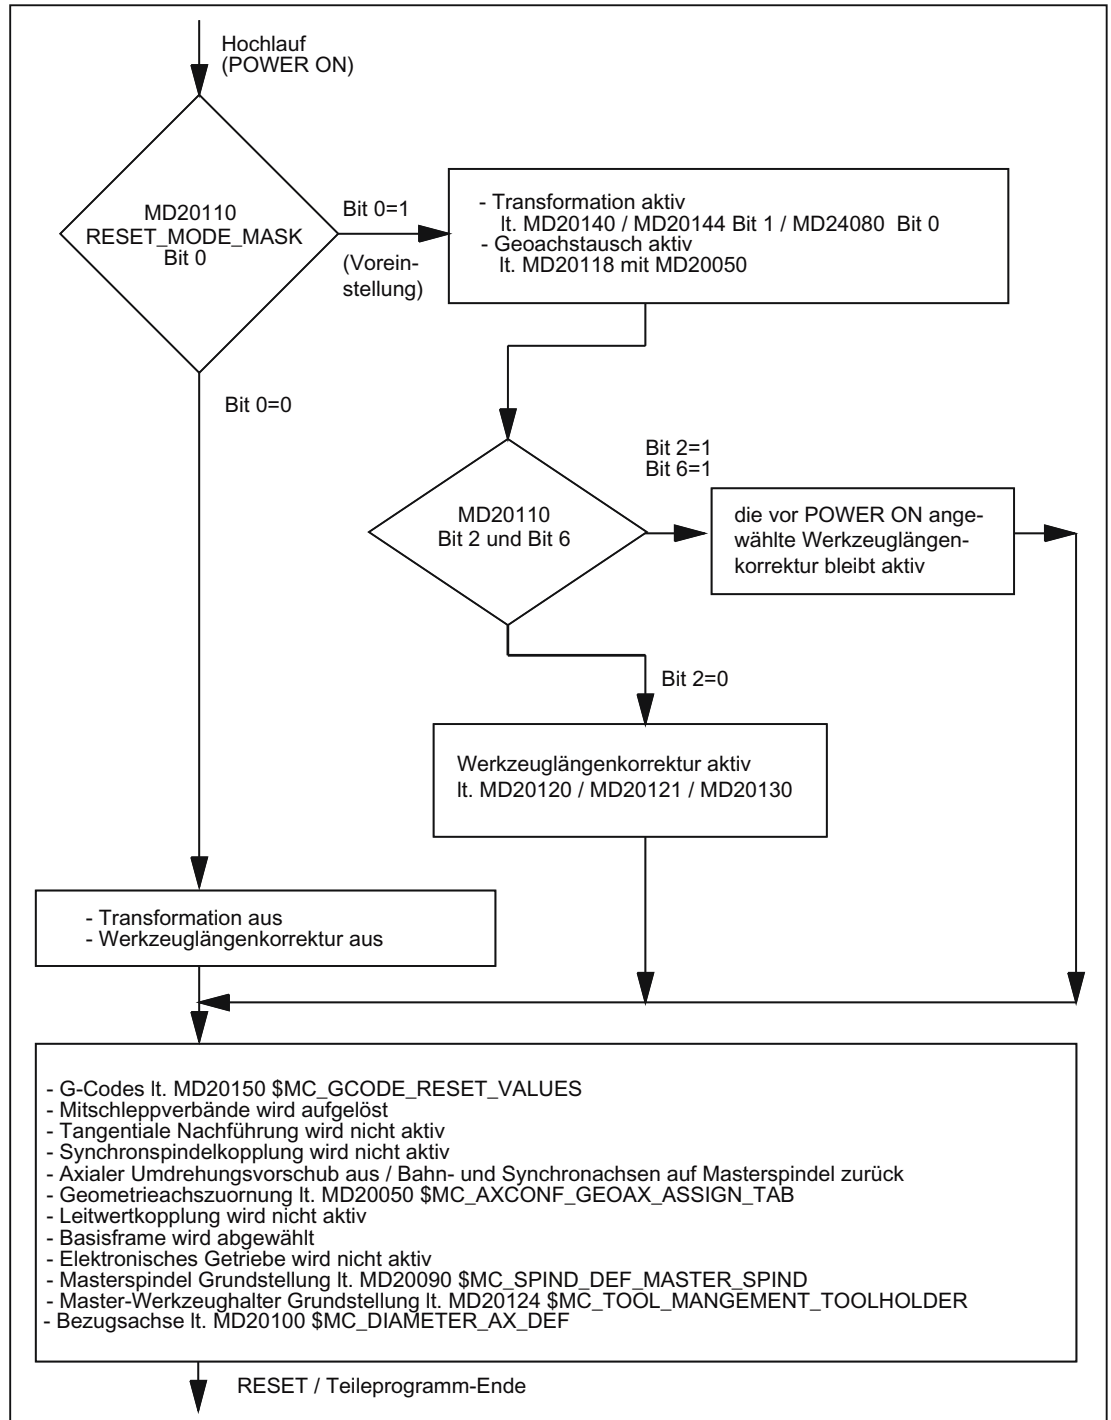 Hochlauf
(POWER ON)
MD20110
RESET_MODE_MASK
Bit 0
Bit 0=1
(Vorein-
stellung)
- Transformation aktiv
lt. MD20140 / MD20144 Bit 1 / MD24080  Bit 0
- Geoachstausch aktiv
lt. MD20118 mit MD20050
Bit 0=0
MD20110
Bit 2 und Bit 6
Bit 2=1
Bit 6=1
die vor POWER ON ange-
wählte Werkzeuglängen-
korrektur bleibt aktiv
Bit 2=0
Werkzeuglängenkorrektur aktiv
lt. MD20120 / MD20121 / MD20130
- Transformation aus
- Werkzeuglängenkorrektur aus
- G-Codes lt. MD20150 $MC_GCODE_RESET_VALUES
- Mitschleppverbände wird aufgelöst
- Tangentiale Nachführung wird nicht aktiv
- Synchronspindelkopplung wird nicht aktiv
- Axialer Umdrehungsvorschub aus / Bahn- und Synchronachsen auf Masterspindel zurück
- Geometrieachszuornung lt. MD20050 $MC_AXCONF_GEOAX_ASSIGN_TAB
- Leitwertkopplung wird nicht aktiv
- Basisframe wird abgewählt
- Elektronisches Getriebe wird nicht aktiv
- Masterspindel Grundstellung lt. MD20090 $MC_SPIND_DEF_MASTER_SPIND
- Master-Werkzeughalter Grundstellung lt. MD20124 $MC_TOOL_MANGEMENT_TOOLHOLDER
- Bezugsachse lt. MD20100 $MC_DIAMETER_AX_DEF
RESET / Teileprogramm-Ende